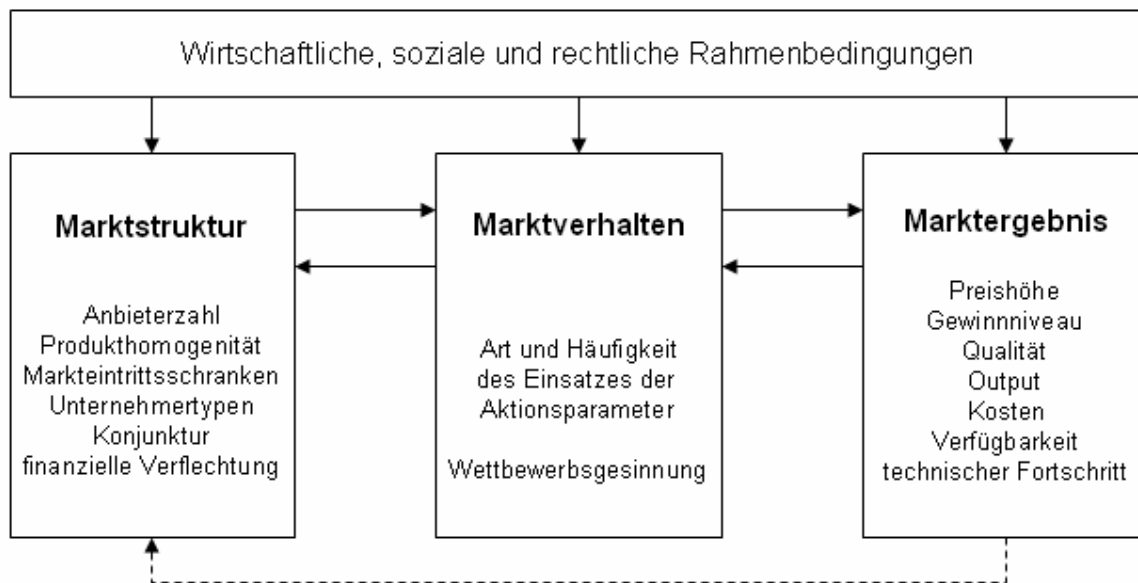 Wirtschaftliche, soziale und rechtliche Rahmenbedingungen
Marktstruktur
Anbieterzahl
Produkthomogenität
Markteintrittsschranken
Unternehmertypen
Konjunktur
finanzielle Verflechtung
Marktverhalten
Art und Häufigkeit
des Einsatzes der
Aktionsparameter
Wettbewerbsgesinnung
Marktergebnis
Preishöhe
Gewinnniveau
Qualität
Output
Kosten
Verfügbarkeit
technischer Fortschritt